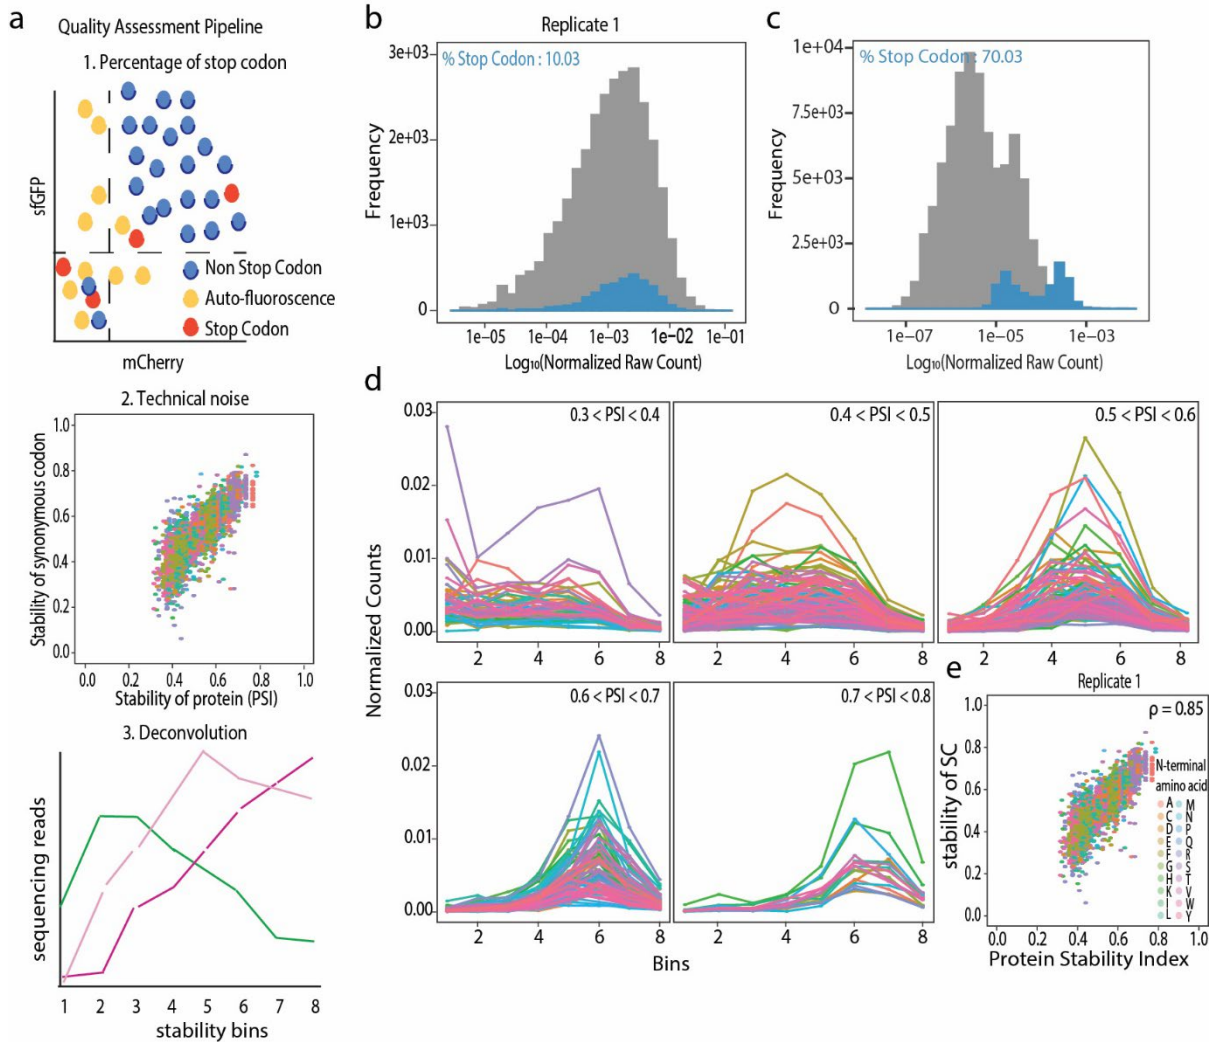 a
Quality Assessment Pipeline
1. Percentage of stop codon
sfGFP
Non Stop Codon
Auto-fluoroscence
Stop Codon
mCherry
2. Technical noise
Stability of synonymous codon
1.0
0.8
0.6
0.4
0.2
0.0
0.0 0.2 0.4 0.6 0.8 1.0
Stability of protein (PSI)
3. Deconvolution
sequencing reads
1 2 3 4 5 6 7 8
stability bins
b
Replicate 1
% Stop Codon : 10.03
Frequency
3e+03
2e+03
1e+03
0
1e-05 1e-04 1e-03 1e-02 1e-01
Log₁₀(Normalized Raw Count)
c
% Stop Codon : 70.03
Frequency
1e+04
7.5e+03
5e+03
2.5e+03
0
1e-07 1e-05 1e-03
Log₁₀(Normalized Raw Count)
d
Normalized Counts
0.03
0.02
0.01
0.00
0.3 < PSI < 0.4
2 4 6 8
0.4 < PSI < 0.5
2 4 6 8
0.5 < PSI < 0.6
2 4 6 8
0.03
0.02
0.01
0.00
0.6 < PSI < 0.7
2 4 6 8
0.7 < PSI < 0.8
2 4 6 8
Bins
e
Replicate 1
ρ = 0.85
stability of SC
1.0
0.8
0.6
0.4
0.2
0.0
N-terminal
amino acid
A M
C N
D P
E Q
F R
G S
H T
K V
I W
L Y
0.0 0.2 0.4 0.6 0.8 1.0
Protein Stability Index